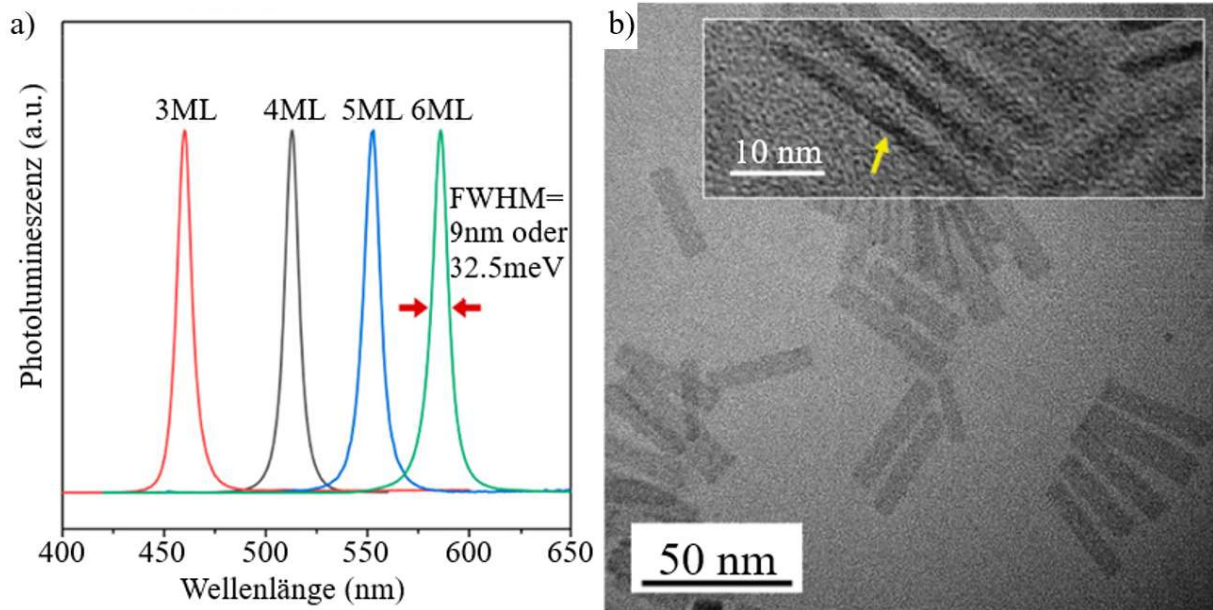 a)
3ML 4ML 5ML 6ML
FWHM=
9nm oder
32.5meV
Photolumineszenz (a.u.)
400 450 500 550 600 650
Wellenlänge (nm)
b)
10 nm
50 nm